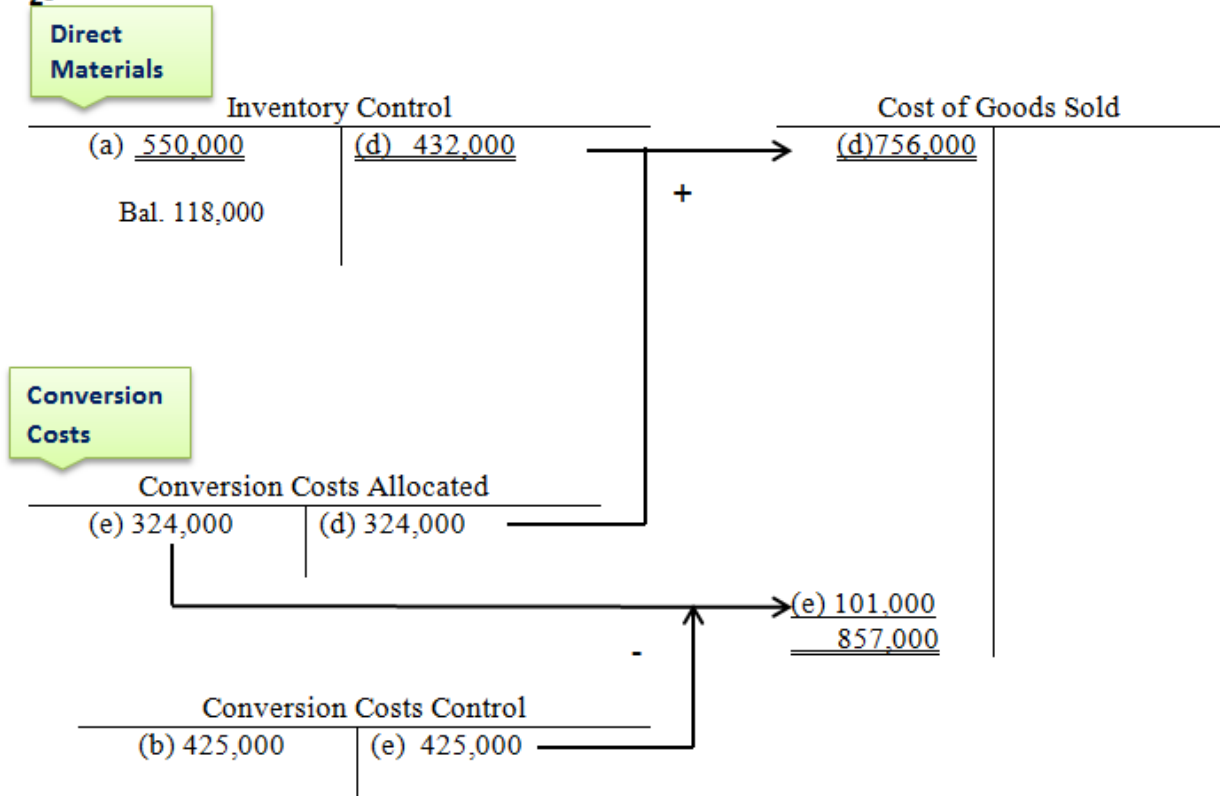 2-
Direct
Materials
Inventory Control
Cost of Goods Sold
(a) 550,000
(d) 432,000
(d)756,000
+
Bal. 118,000
Conversion
Costs
Conversion Costs Allocated
(e) 324,000
(d) 324,000
(e) 101,000
-
857,000
Conversion Costs Control
(b) 425,000
(e) 425,000